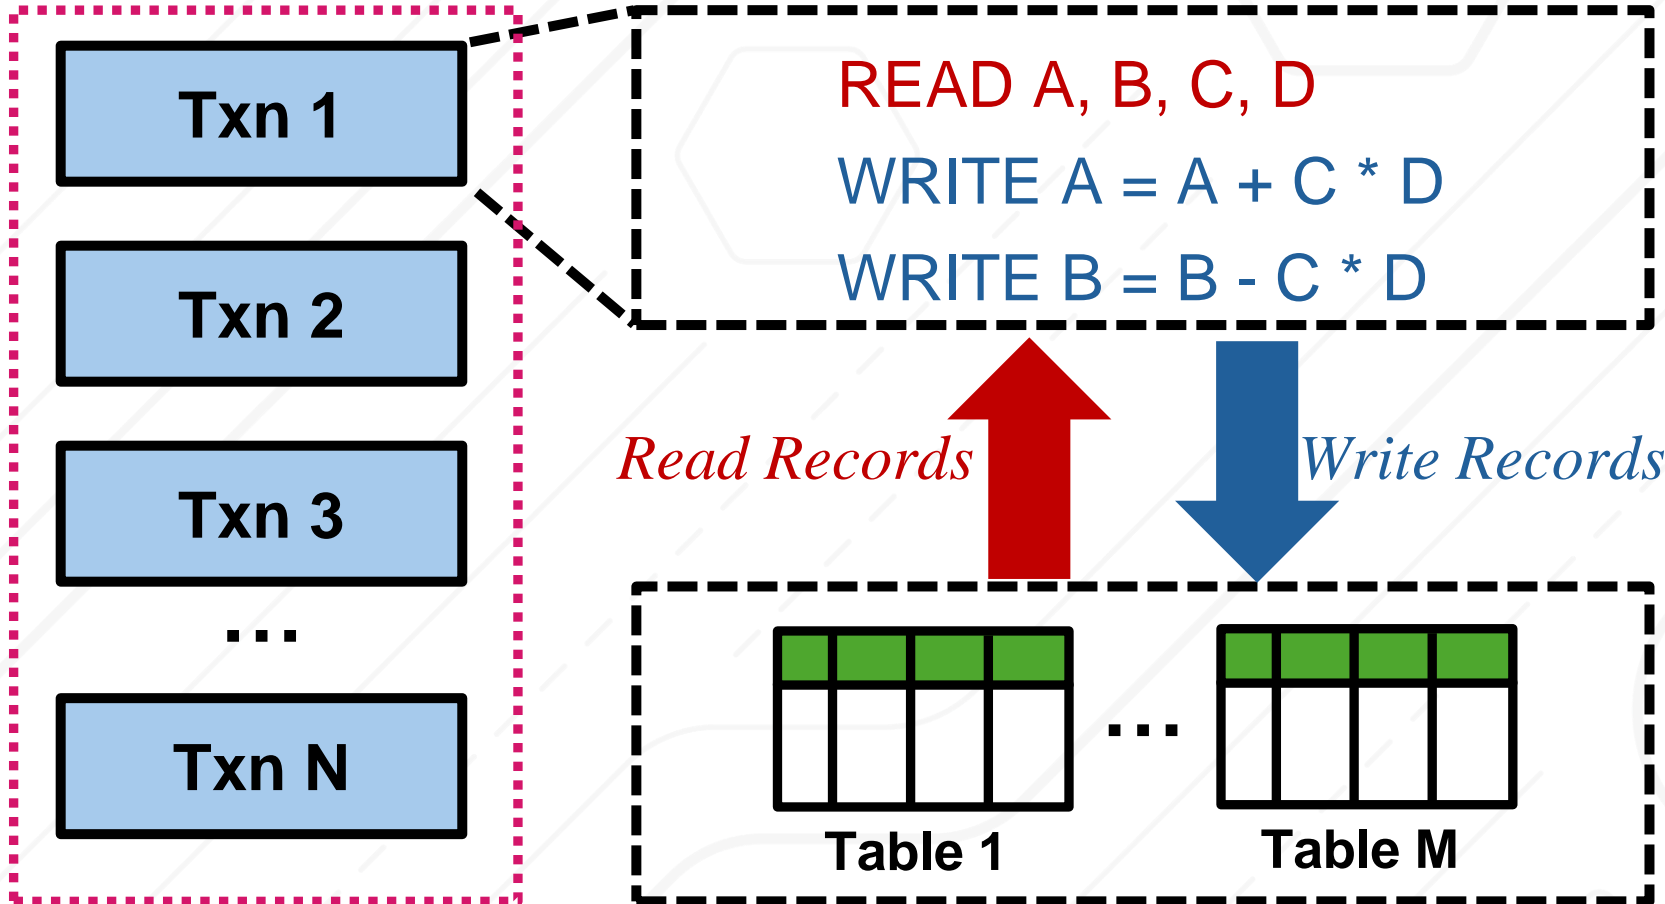 Txn 1
Txn 2
Txn 3
...
Txn N
READ A, B, C, D
WRITE A = A + C * D
WRITE B = B - C * D
Read Records
Write Records
...
Table 1
Table M